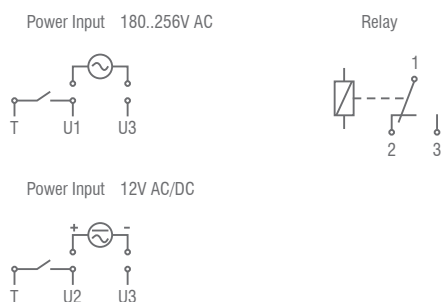 Power Input 180..256V AC
Relay
1
T U1 U3
2 3
Power Input 12V AC/DC
+ -
T U2 U3